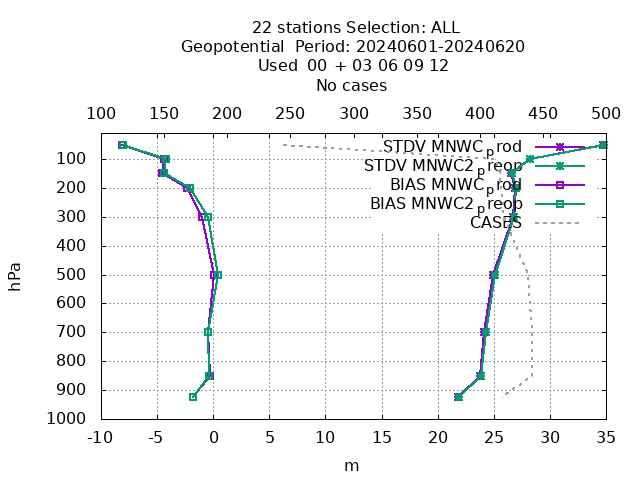 22 stations Selection: ALL
Geopotential  Period: 20240601-20240620
Used  00 + 03 06 09 12
No cases
100 150 200 250 300 350 400 450 500
STDV MNWC_prod
STDV MNWC2_preop
BIAS MNWC_prod
BIAS MNWC2_preop
CASES
hPa
100
200
300
400
500
600
700
800
900
1000
-10 -5 0 5 10 15 20 25 30 35
m